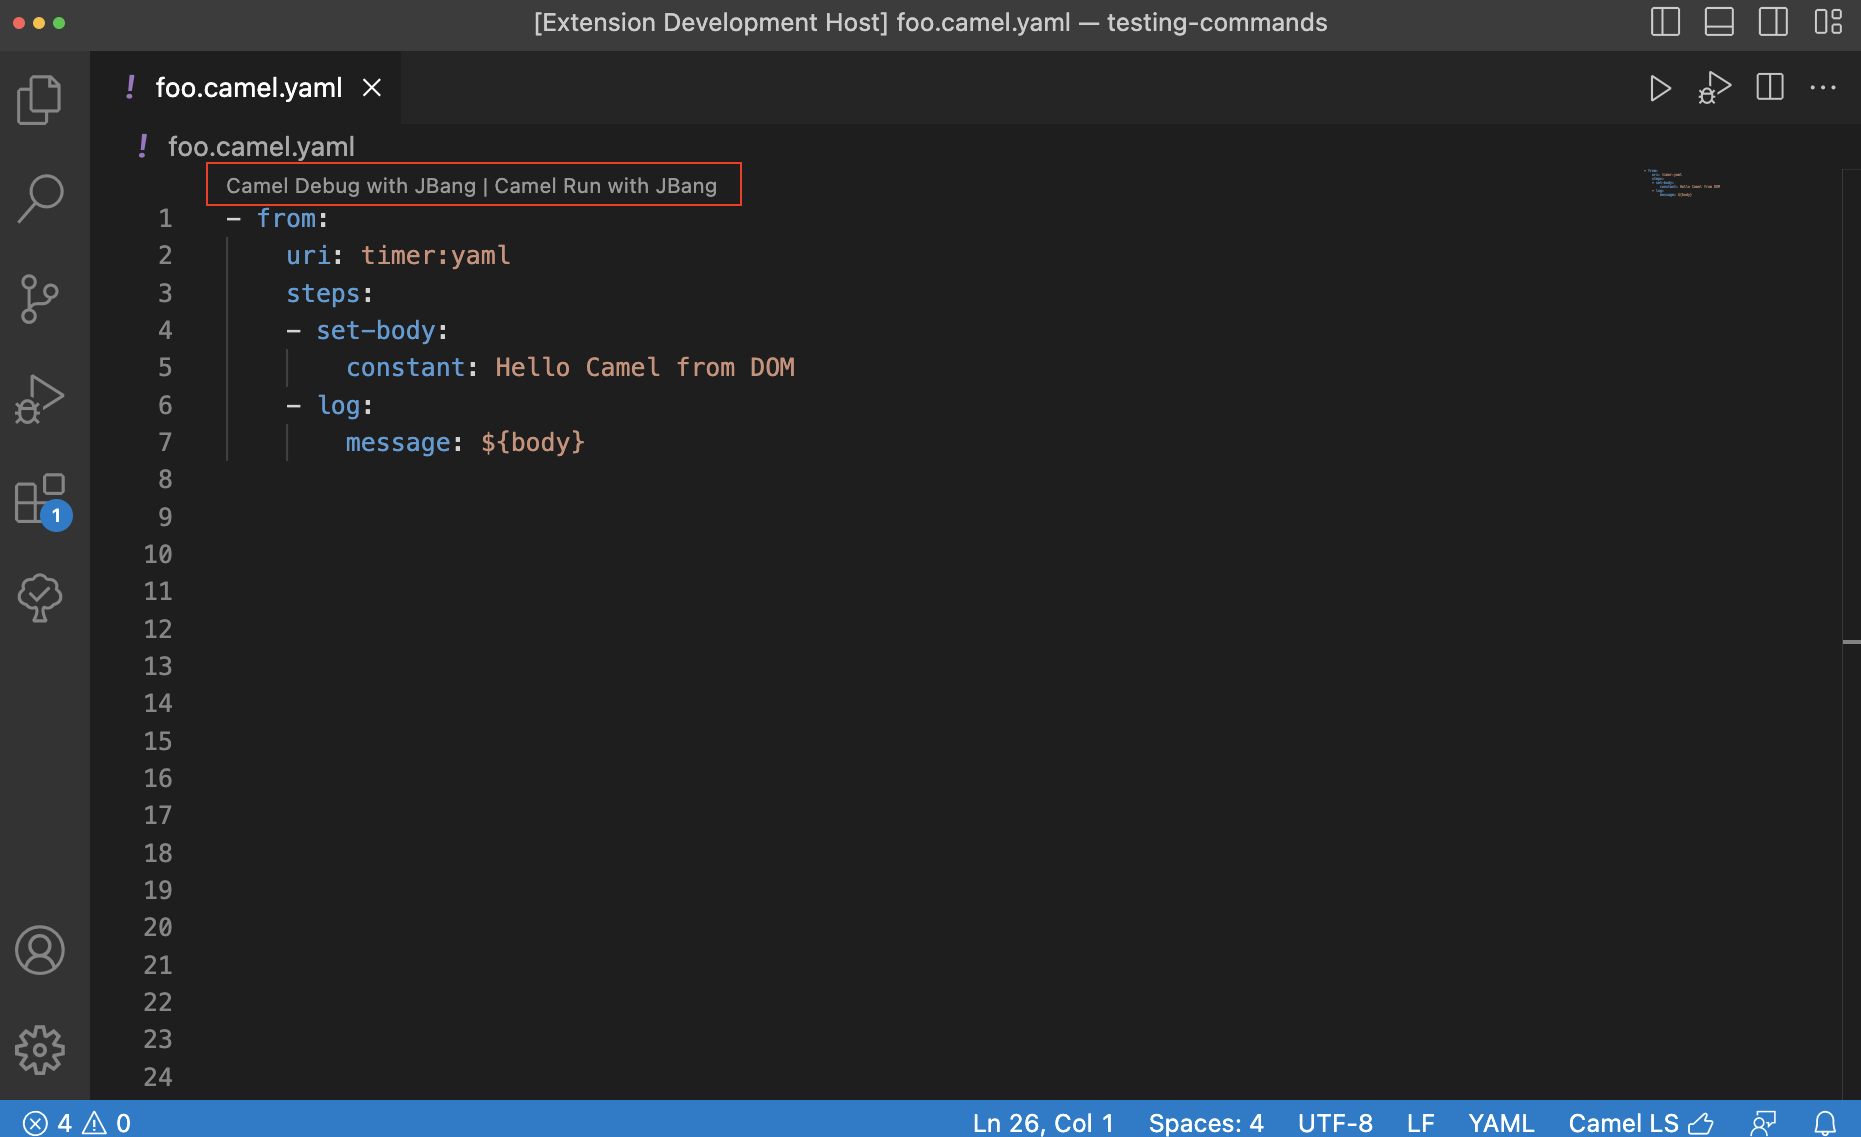 [Extension Development Host] foo.camel.yaml — testing-commands
! foo.camel.yaml
! foo.camel.yaml
Camel Debug with JBang | Camel Run with JBang
1 - from:
2 uri: timer:yaml
3 steps:
4 - set-body:
5 constant: Hello Camel from DOM
6 - log:
7 message: ${body}
8
9
10
11
12
13
14
15
16
17
18
19
20
21
22
23
24
1
4 0 Ln 26, Col 1 Spaces: 4 UTF-8 LF YAML Camel LS